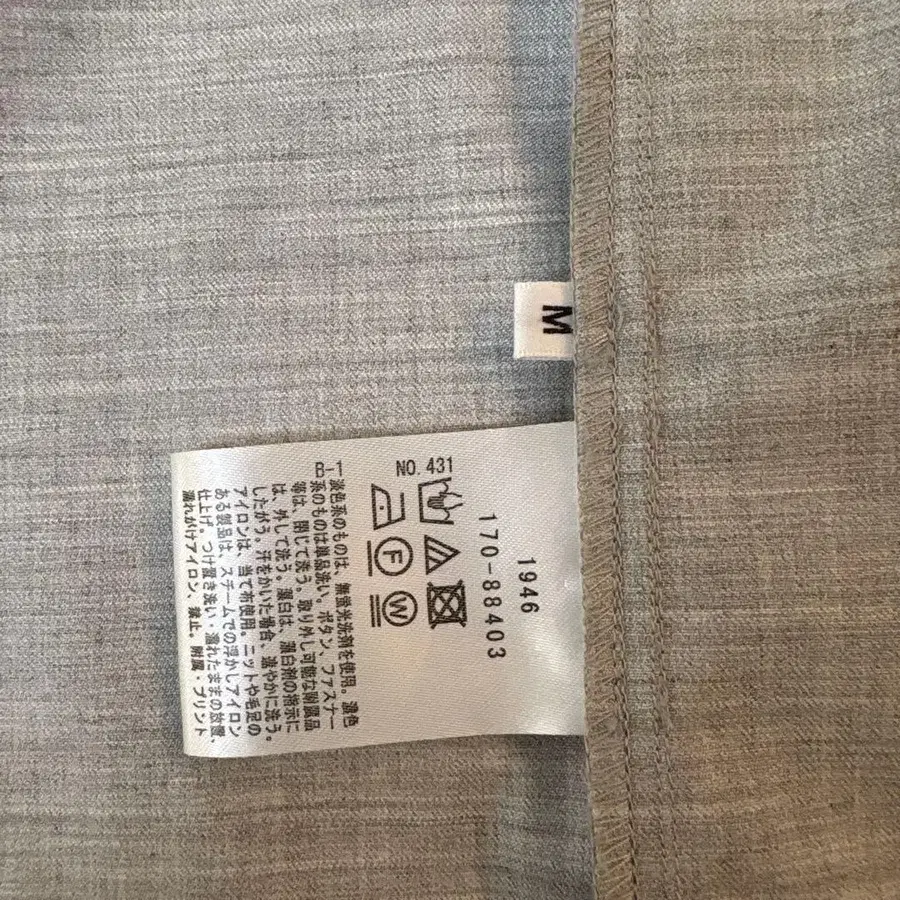 M
1946
170-88403
NO. 431
F
W
淡色系のものは、無蛍光洗剤を使用。濃色
系のものは単品洗い。ボタン、ファスナー
等は、閉じて洗う。取り外し可能な附属品
は、外して洗う。漂白は、漂白剤の指示に
したがう。汗をかいた場合、速やかに洗う。
アイロンは、当て布使用。ニットや毛足の
ある製品は、スチームでの浮かしアイロン
仕上げ。つけ置き洗い・濡れたままの放置、
濡れがけアイロン、禁止。附属・プリント